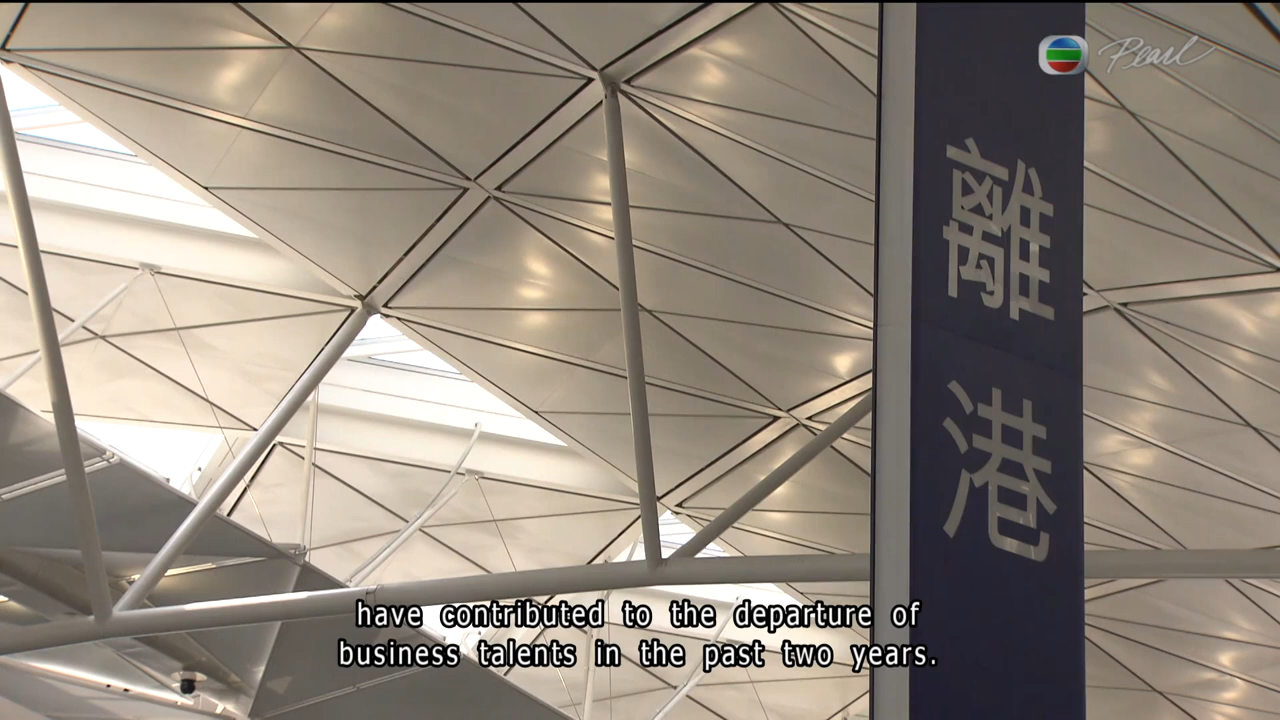 Pearl
離
港
have contributed to the departure of
business talents in the past two years.